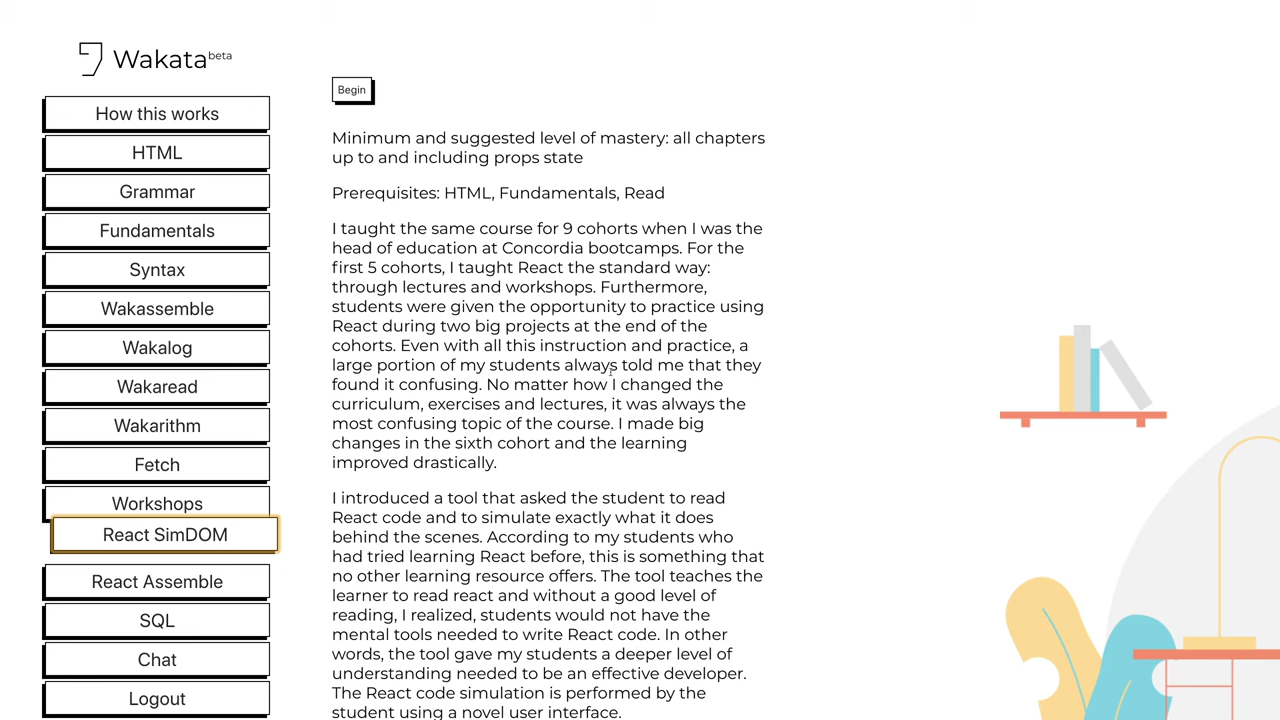 Wakata beta
How this works
HTML
Grammar
Fundamentals
Syntax
Wakassemble
Wakalog
Wakaread
Wakarithm
Fetch
Workshops
React SimDOM
React Assemble
SQL
Chat
Logout
Begin
Minimum and suggested level of mastery: all chapters
up to and including props state
Prerequisites: HTML, Fundamentals, Read
I taught the same course for 9 cohorts when I was the
head of education at Concordia bootcamps. For the
first 5 cohorts, I taught React the standard way:
through lectures and workshops. Furthermore,
students were given the opportunity to practice using
React during two big projects at the end of the
cohorts. Even with all this instruction and practice, a
large portion of my students always told me that they
found it confusing. No matter how I changed the
curriculum, exercises and lectures, it was always the
most confusing topic of the course. I made big
changes in the sixth cohort and the learning
improved drastically.
I introduced a tool that asked the student to read
React code and to simulate exactly what it does
behind the scenes. According to my students who
had tried learning React before, this is something that
no other learning resource offers. The tool teaches the
learner to read react and without a good level of
reading, I realized, students would not have the
mental tools needed to write React code. In other
words, the tool gave my students a deeper level of
understanding needed to be an effective developer.
The React code simulation is performed by the
student using a novel user interface.